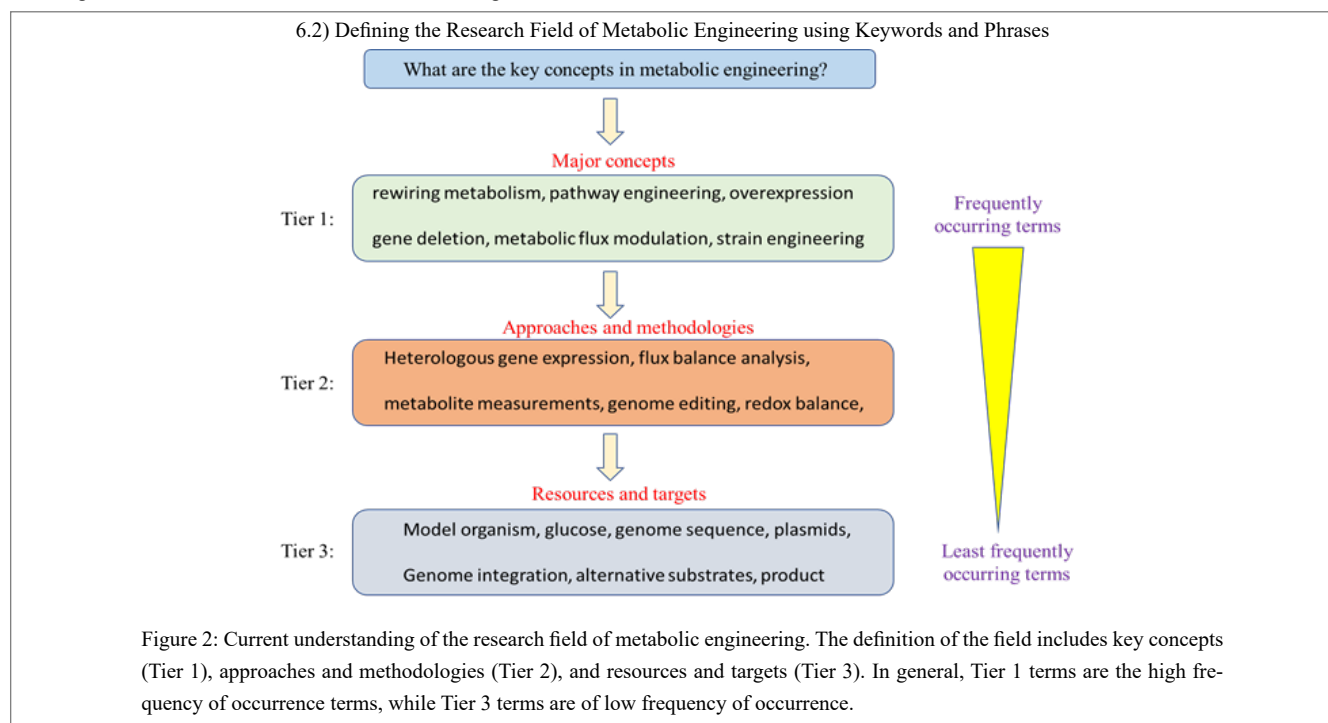 6.2) Defining the Research Field of Metabolic Engineering using Keywords and Phrases
What are the key concepts in metabolic engineering?
Major concepts
Tier 1:
rewiring metabolism, pathway engineering, overexpression
gene deletion, metabolic flux modulation, strain engineering
Frequently
occurring terms
Approaches and methodologies
Tier 2:
Heterologous gene expression, flux balance analysis,
metabolite measurements, genome editing, redox balance,
Resources and targets
Tier 3:
Model organism, glucose, genome sequence, plasmids,
Genome integration, alternative substrates, product
Least frequently
occurring terms
Figure 2: Current understanding of the research field of metabolic engineering. The definition of the field includes key concepts
(Tier 1), approaches and methodologies (Tier 2), and resources and targets (Tier 3). In general, Tier 1 terms are the high fre-
quency of occurrence terms, while Tier 3 terms are of low frequency of occurrence.